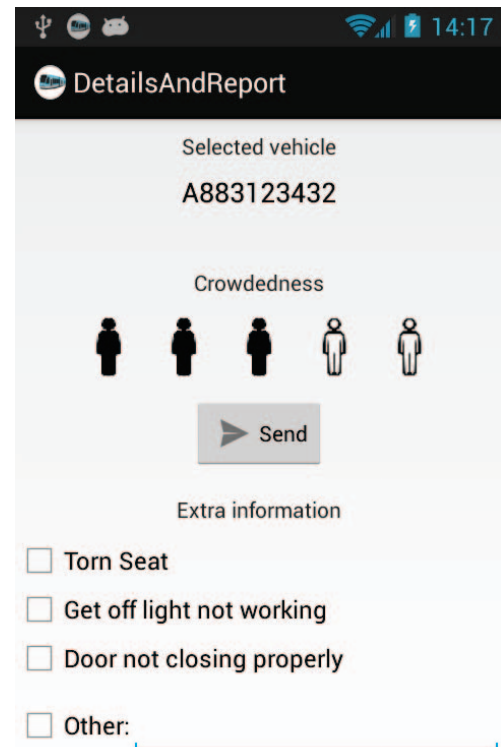 14:17
DetailsAndReport
Selected vehicle
A883123432
Crowdedness
Send
Extra information
Torn Seat
Get off light not working
Door not closing properly
Other: